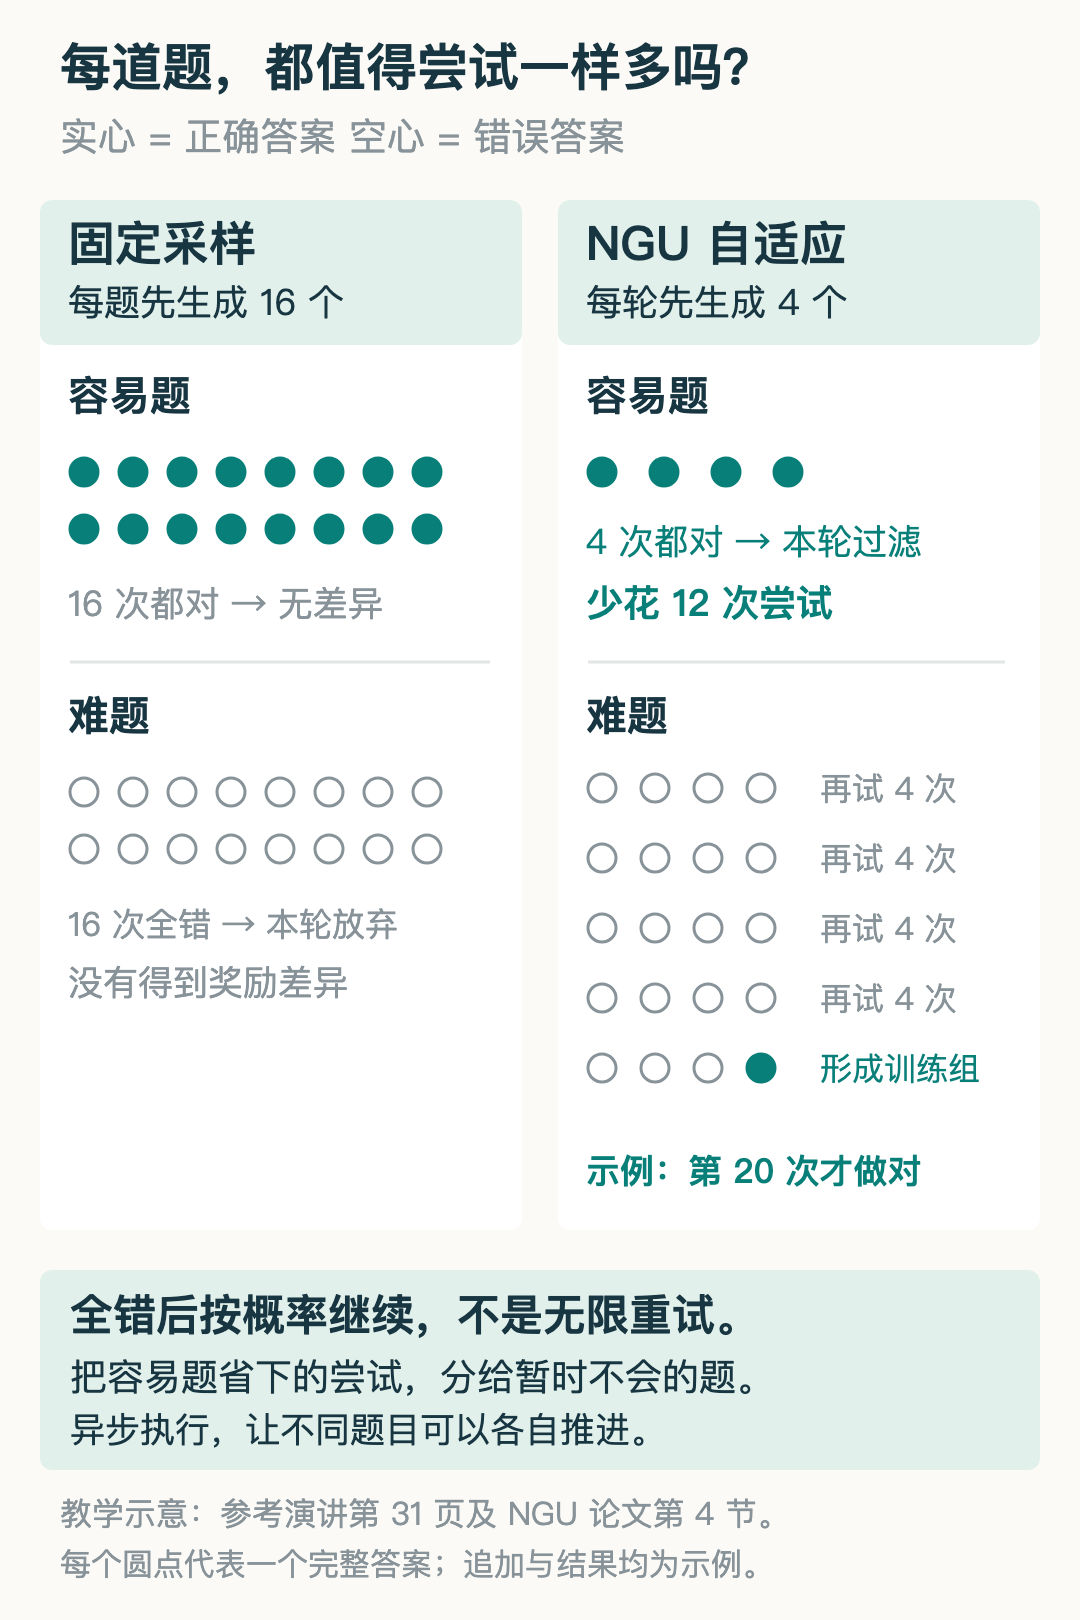 每道题，都值得尝试一样多吗？
实心 = 正确答案 空心 = 错误答案
固定采样
每题先生成 16 个
容易题
16 次都对 → 无差异
难题
16 次全错 → 本轮放弃
没有得到奖励差异
NGU 自适应
每轮先生成 4 个
容易题
4 次都对 → 本轮过滤
少花 12 次尝试
难题
再试 4 次
再试 4 次
再试 4 次
再试 4 次
形成训练组
示例：第 20 次才做对
全错后按概率继续，不是无限重试。
把容易题省下的尝试，分给暂时不会的题。
异步执行，让不同题目可以各自推进。
教学示意：参考演讲第 31 页及 NGU 论文第 4 节。
每个圆点代表一个完整答案；追加与结果均为示例。